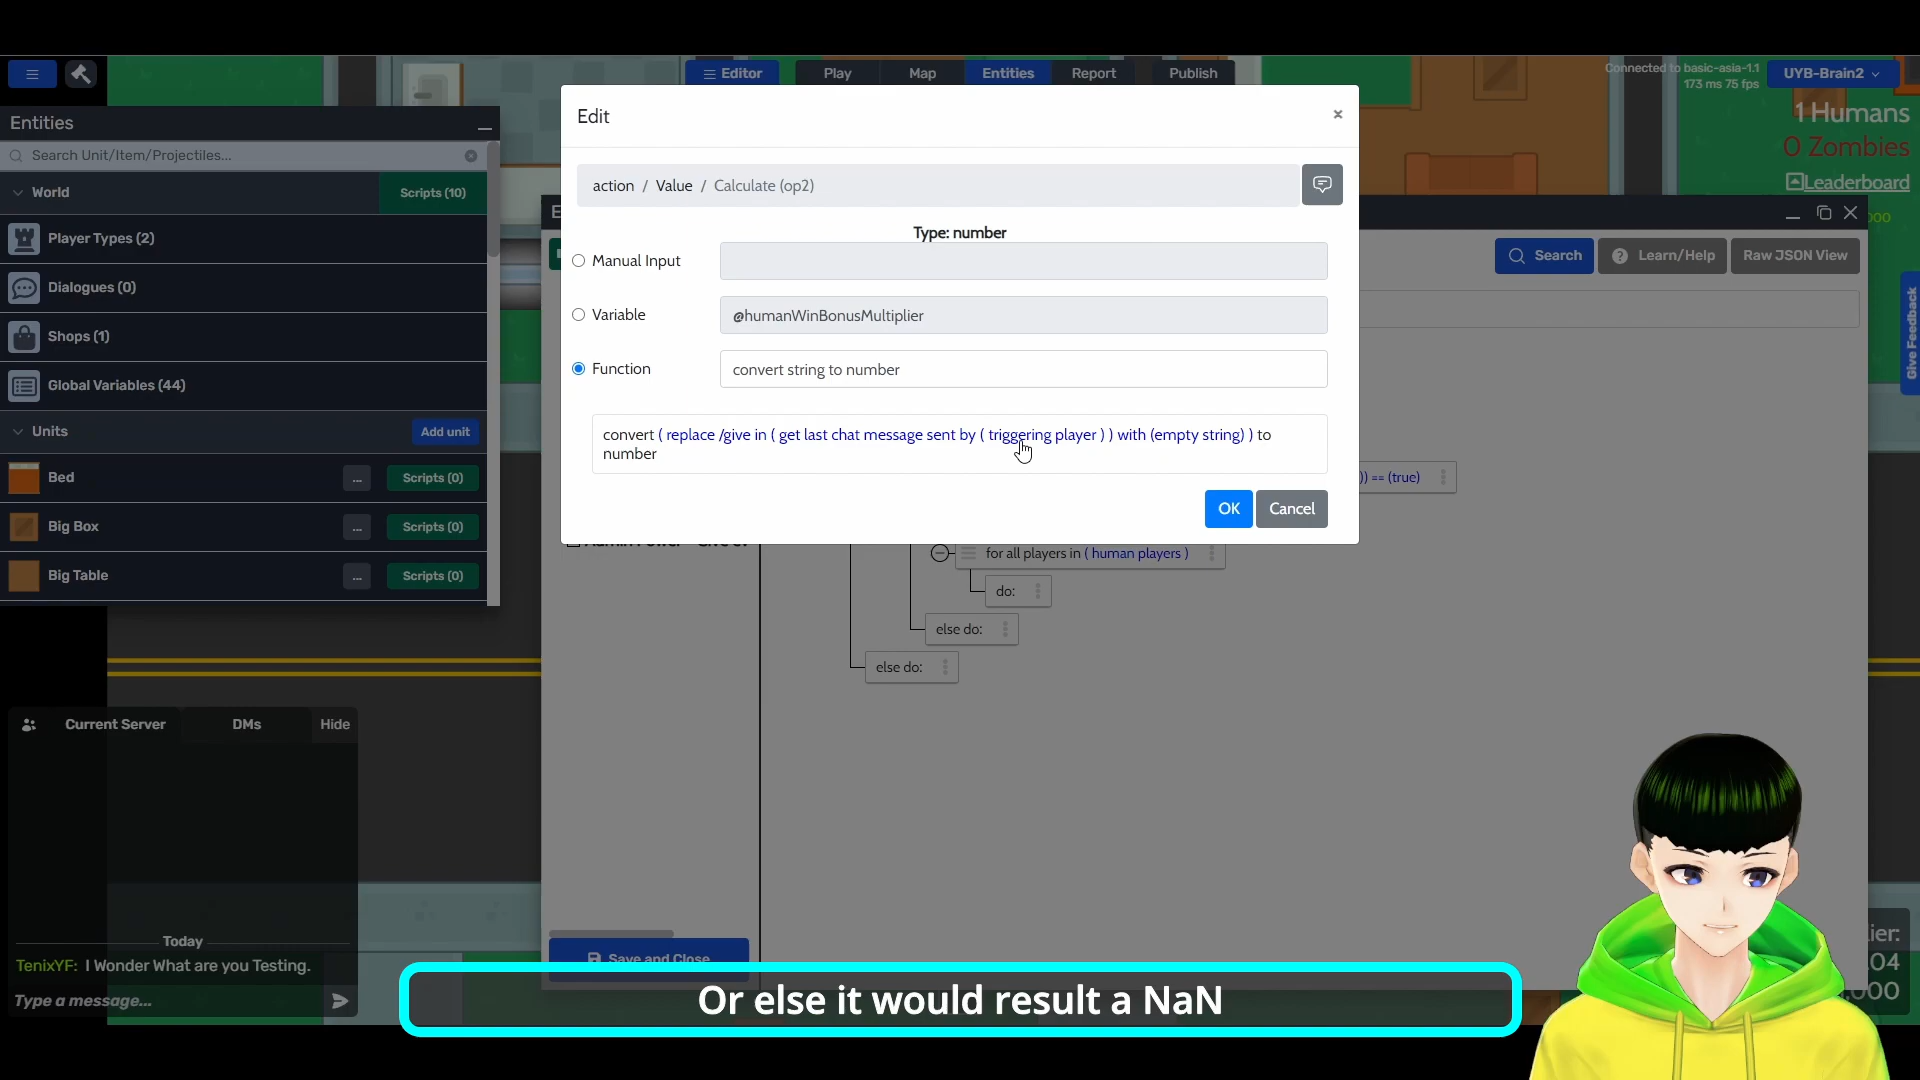 Editor
Play
Map
Entities
Report
Publish
Connected to basic-asia-1.1
173 ms 75 fps
UYB-Brain2
1 Humans
0 Zombies
Leaderboard
Entities
Search Unit/Item/Projectiles...
World
Scripts (10)
Player Types (2)
Dialogues (0)
Shops (1)
Global Variables (44)
Units
Add unit
Bed
...
Scripts (0)
Big Box
...
Scripts (0)
Big Table
...
Scripts (0)
Edit
×
action / Value / Calculate (op2)
Type: number
Manual Input
Variable
@humanWinBonusMultiplier
Function
convert string to number
convert ( replace /give in ( get last chat message sent by ( triggering player ) ) with (empty string) ) to
number
OK
Cancel
Search
Learn/Help
Raw JSON View
Give Feedback
)) == (true)
for all players in ( human players )
do:
else do:
else do:
Save and Close
Current Server
DMs
Hide
Today
TenixYF: I Wonder What are you Testing.
Type a message...
Or else it would result a NaN